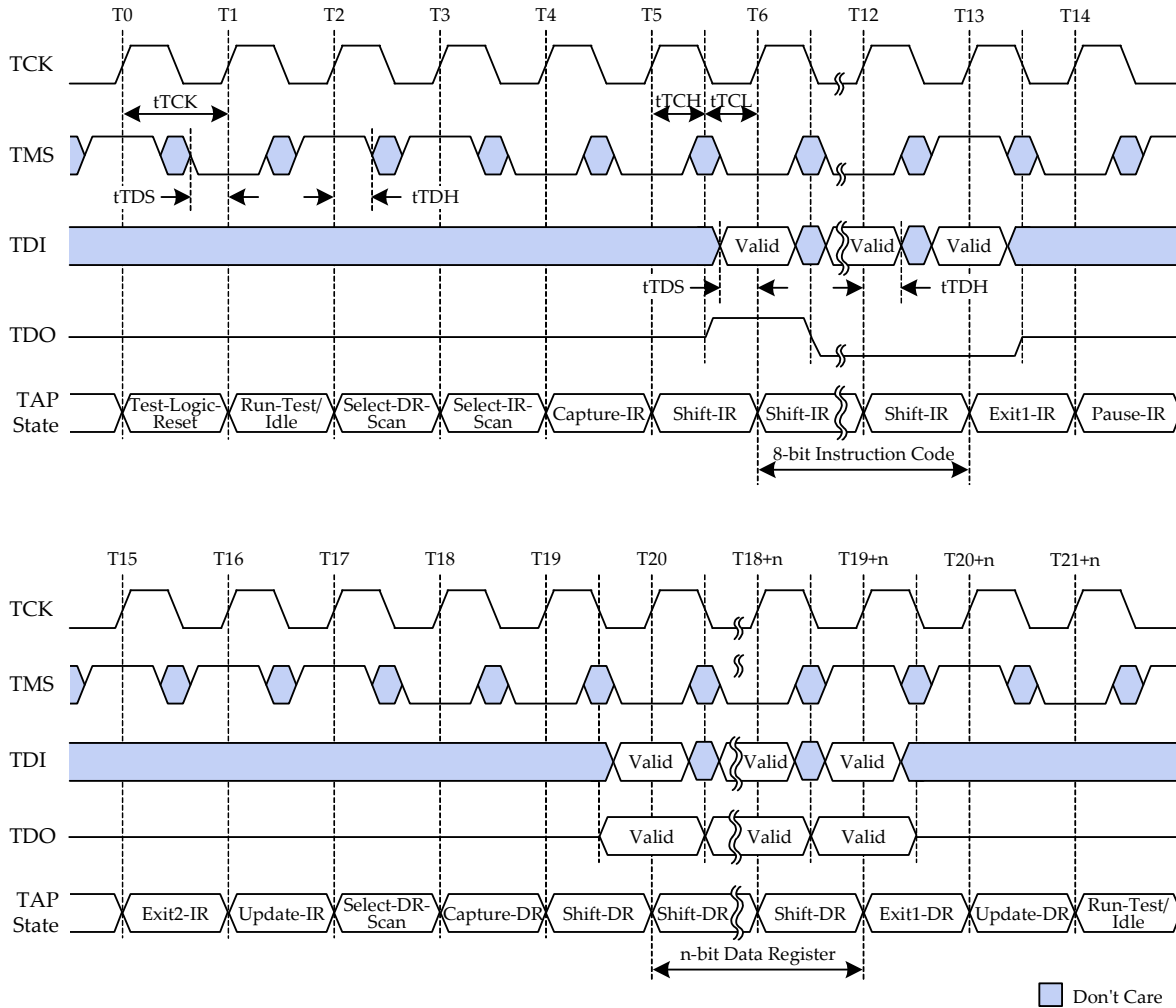 T0 T1 T2 T3 T4 T5 T6 T12 T13 T14
TCK
tTCK tTCH tTCL
TMS
tTDS tTDH
TDI Valid Valid Valid
tTDS tTDH
TDO
TAP State
Test-Logic-Reset Run-Test/Idle Select-DR-Scan Select-IR-Scan Capture-IR Shift-IR Shift-IR Shift-IR Exit1-IR Pause-IR
8-bit Instruction Code
T15 T16 T17 T18 T19 T20 T18+n T19+n T20+n T21+n
TCK
TMS
TDI Valid Valid Valid
TDO Valid Valid Valid
TAP State
Exit2-IR Update-IR Select-DR-Scan Capture-DR Shift-DR Shift-DR Shift-DR Exit1-DR Update-DR Run-Test/Idle
n-bit Data Register
Don't Care